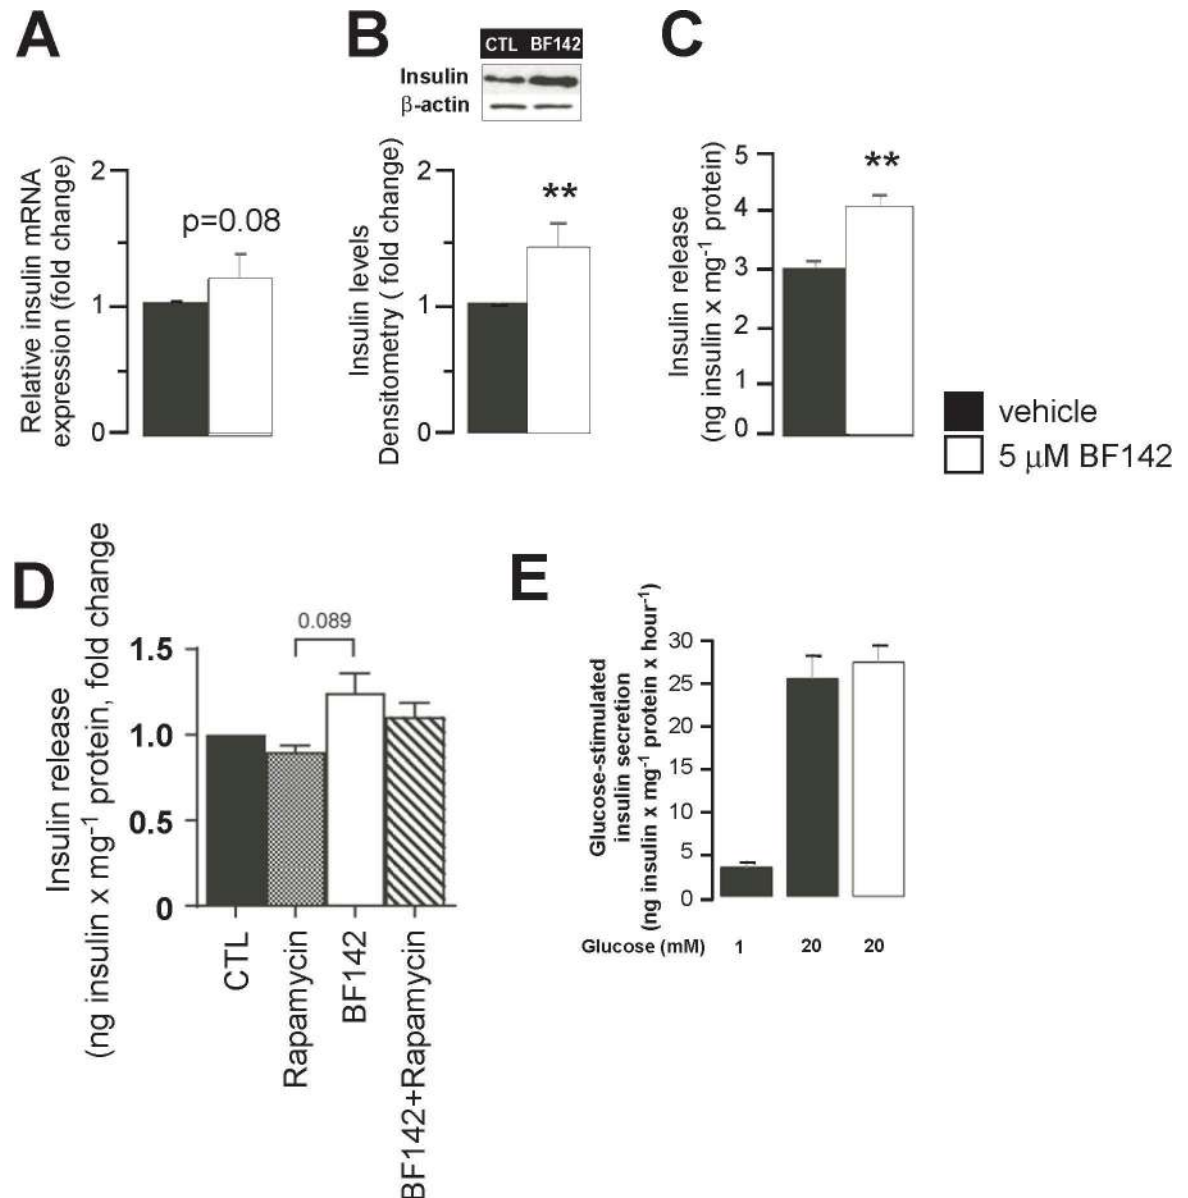 A
B
C
CTL BF142
Insulin
β-actin
Relative insulin mRNA
expression (fold change)
2
1
0
p=0.08
Insulin levels
Densitometry ( fold change)
2
1
0
**
Insulin release
(ng insulin x mg⁻¹ protein)
5
4
3
2
1
0
**
vehicle
5 μM BF142
D
Insulin release
(ng insulin x mg⁻¹ protein, fold change
1.5
1.0
0.5
0
0.089
CTL
Rapamycin
BF142
BF142+Rapamycin
E
Glucose-stimulated
insulin secretion
(ng insulin x mg⁻¹ protein x hour⁻¹)
30
25
20
15
10
5
0
Glucose (mM) 1 20 20